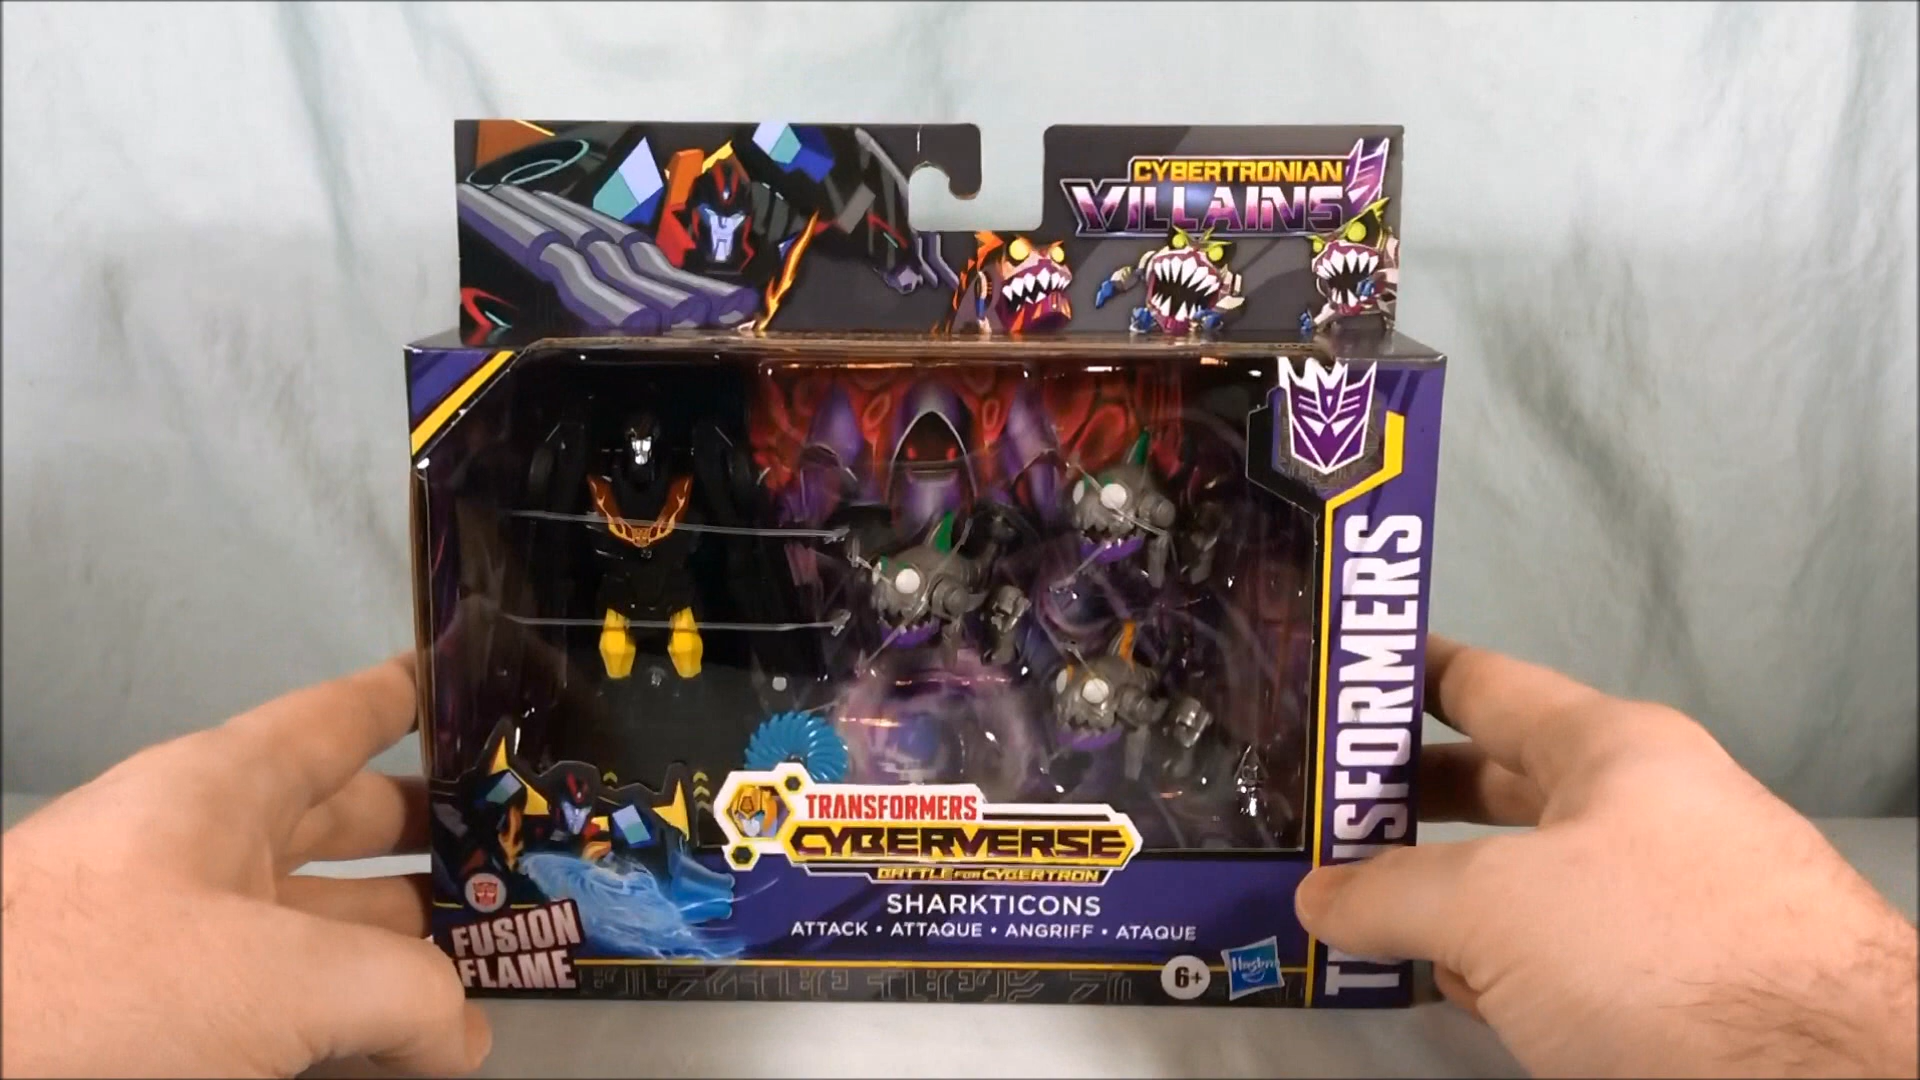 CYBERTRONIAN
VILLAINS
TRANSFORMERS
TRANSFORMERS
CYBERVERSE
BATTLE FOR CYBERTRON
SHARKTICONS
ATTACK • ATTAQUE • ANGRIFF • ATAQUE
FUSION
FLAME
6+
Hasbro